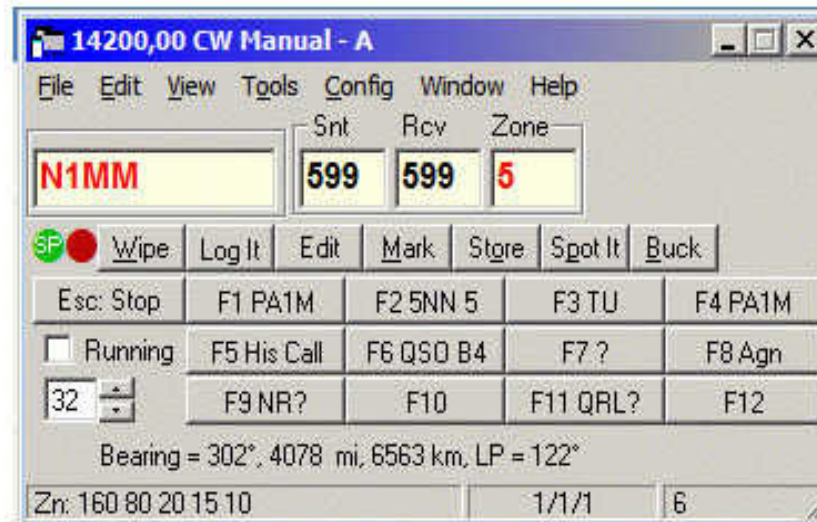 14200,00 CW Manual - A
File Edit View Tools Config Window Help
Snt Rcv Zone
N1MM 599 599 5
SP Wipe Log It Edit Mark Store Spot It Buck
Esc: Stop F1 PA1M F2 5NN 5 F3 TU F4 PA1M
Running F5 His Call F6 QSO B4 F7 ? F8 Agn
32 F9 NR? F10 F11 QRL? F12
Bearing = 302°, 4078 mi, 6563 km, LP = 122°
Zn: 160 80 20 15 10 1/1/1 6